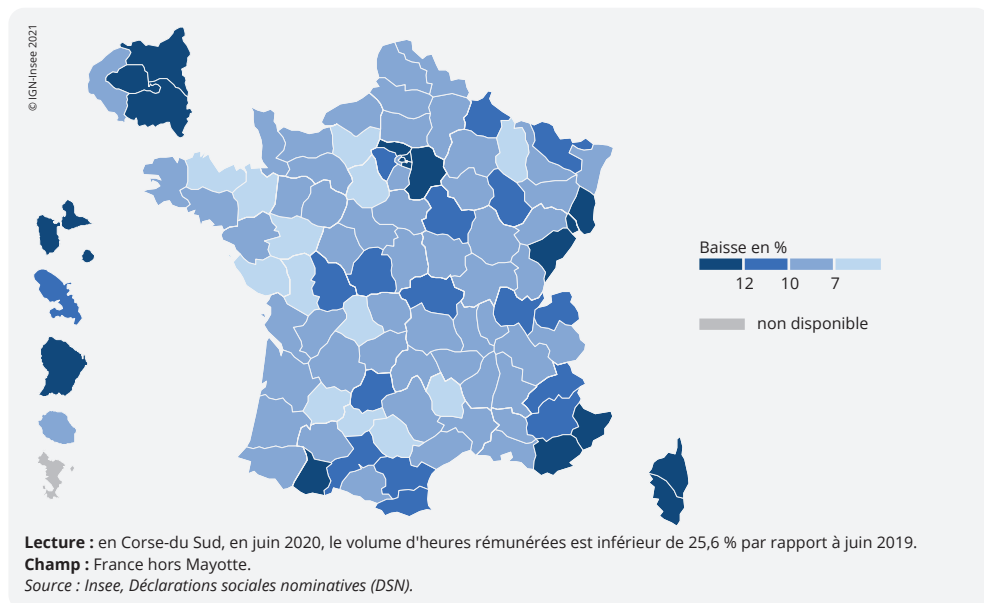 © IGN-Insee 2021
Baisse en %
12 10 7
non disponible
Lecture : en Corse-du Sud, en juin 2020, le volume d'heures rémunérées est inférieur de 25,6 % par rapport à juin 2019.
Champ : France hors Mayotte.
Source : Insee, Déclarations sociales nominatives (DSN).